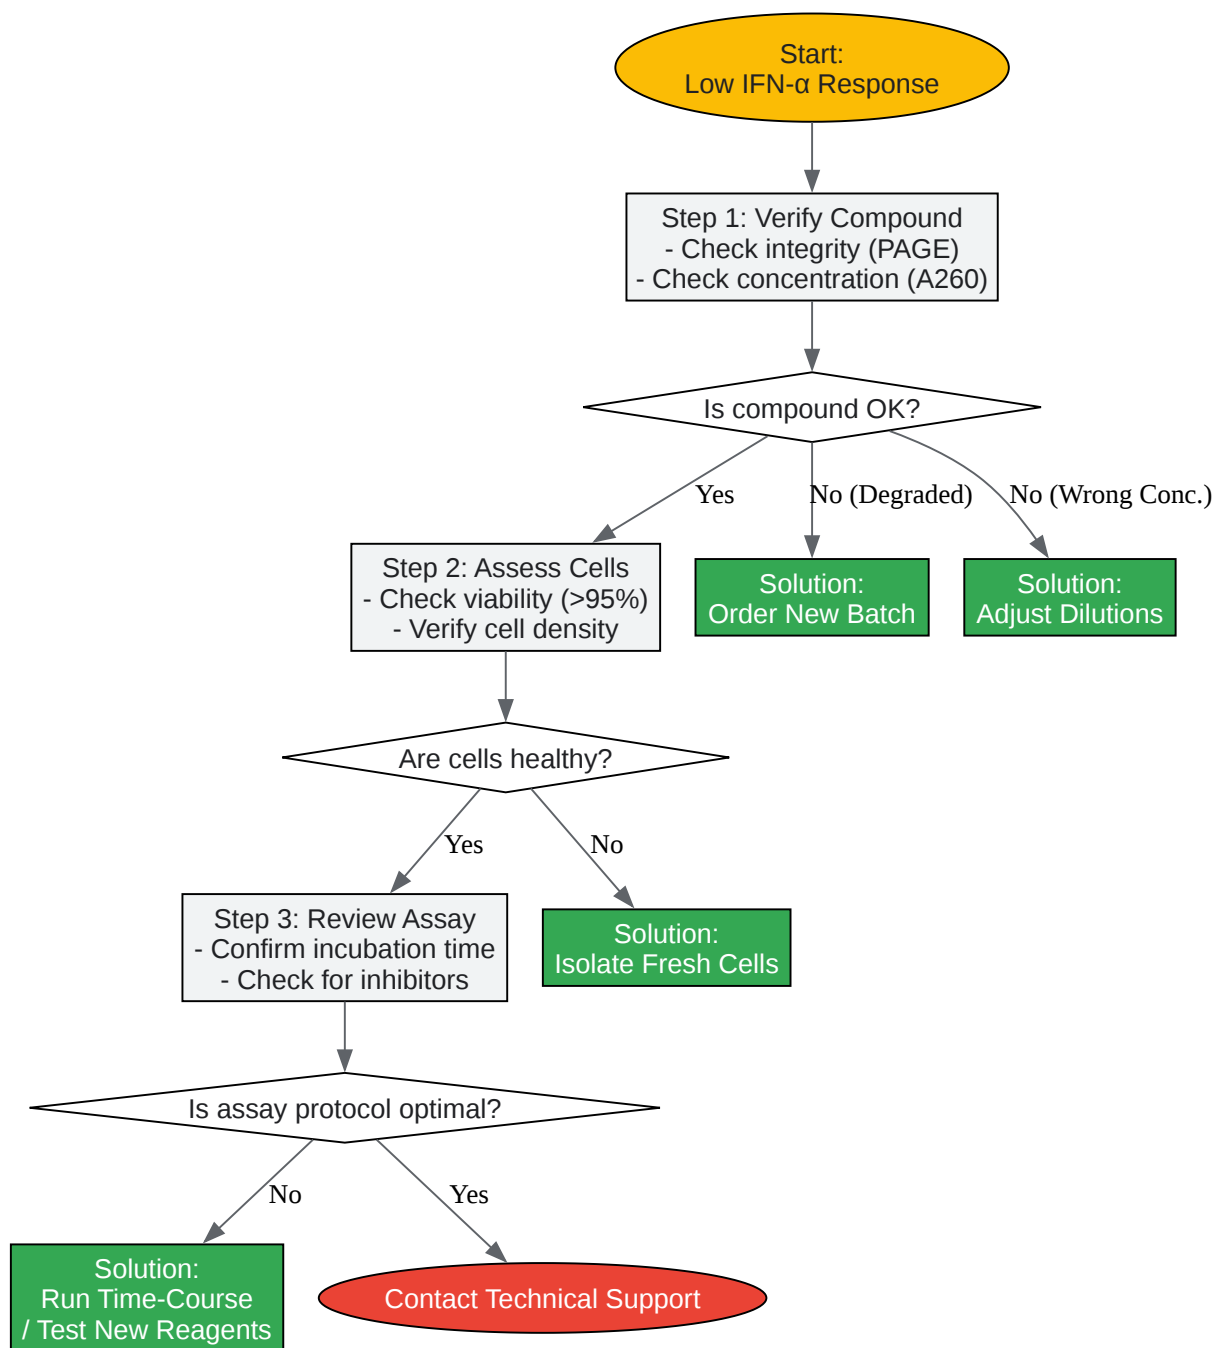 Start:
Low IFN-α Response
Step 1: Verify Compound
- Check integrity (PAGE)
- Check concentration (A260)
Is compound OK?
Yes
No (Degraded)
No (Wrong Conc.)
Step 2: Assess Cells
- Check viability (>95%)
- Verify cell density
Solution:
Order New Batch
Solution:
Adjust Dilutions
Are cells healthy?
Yes
No
Step 3: Review Assay
- Confirm incubation time
- Check for inhibitors
Solution:
Isolate Fresh Cells
Is assay protocol optimal?
No
Yes
Solution:
Run Time-Course
/ Test New Reagents
Contact Technical Support